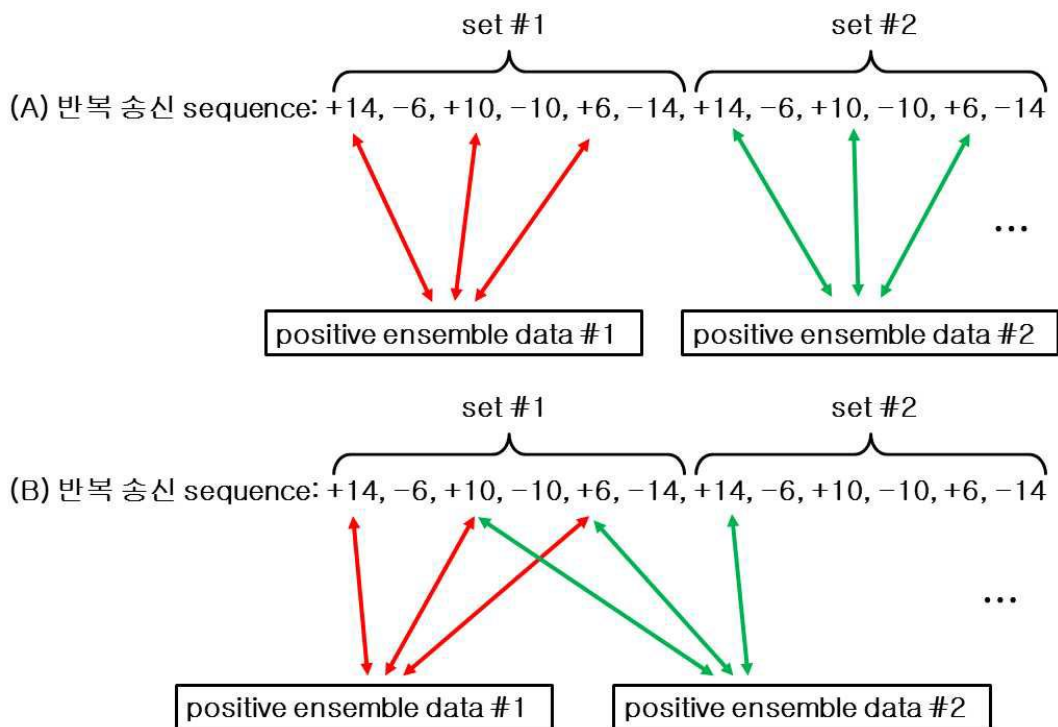 set #1 set #2
(A) 반복 송신 sequence: +14, -6, +10, -10, +6, -14, +14, -6, +10, -10, +6, -14
...
positive ensemble data #1 positive ensemble data #2
set #1 set #2
(B) 반복 송신 sequence: +14, -6, +10, -10, +6, -14, +14, -6, +10, -10, +6, -14
...
positive ensemble data #1 positive ensemble data #2